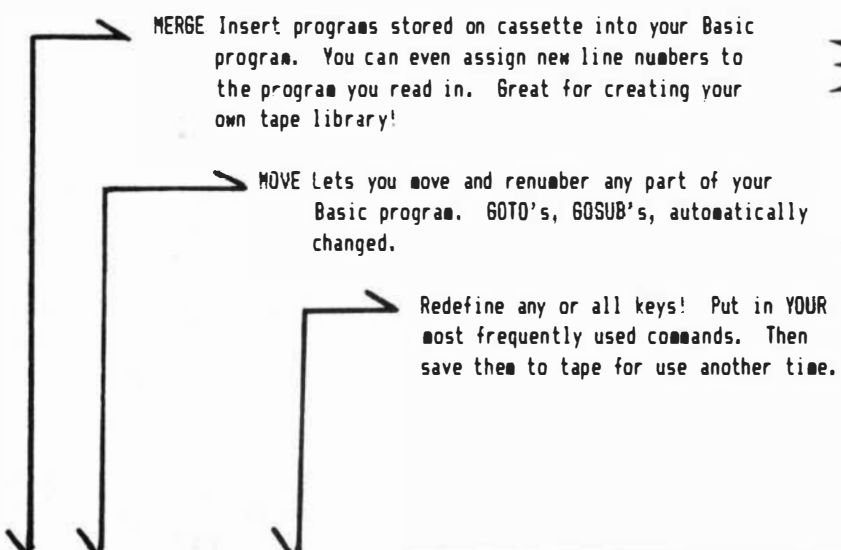 MERGE Insert programs stored on cassette into your Basic
program. You can even assign new line numbers to
the program you read in. Great for creating your
own tape library!
MOVE Lets you move and renumber any part of your
Basic program. GOTO's, GOSUB's, automatically
changed.
Redefine any or all keys! Put in YOUR
most frequently used commands. Then
save them to tape for use another time.